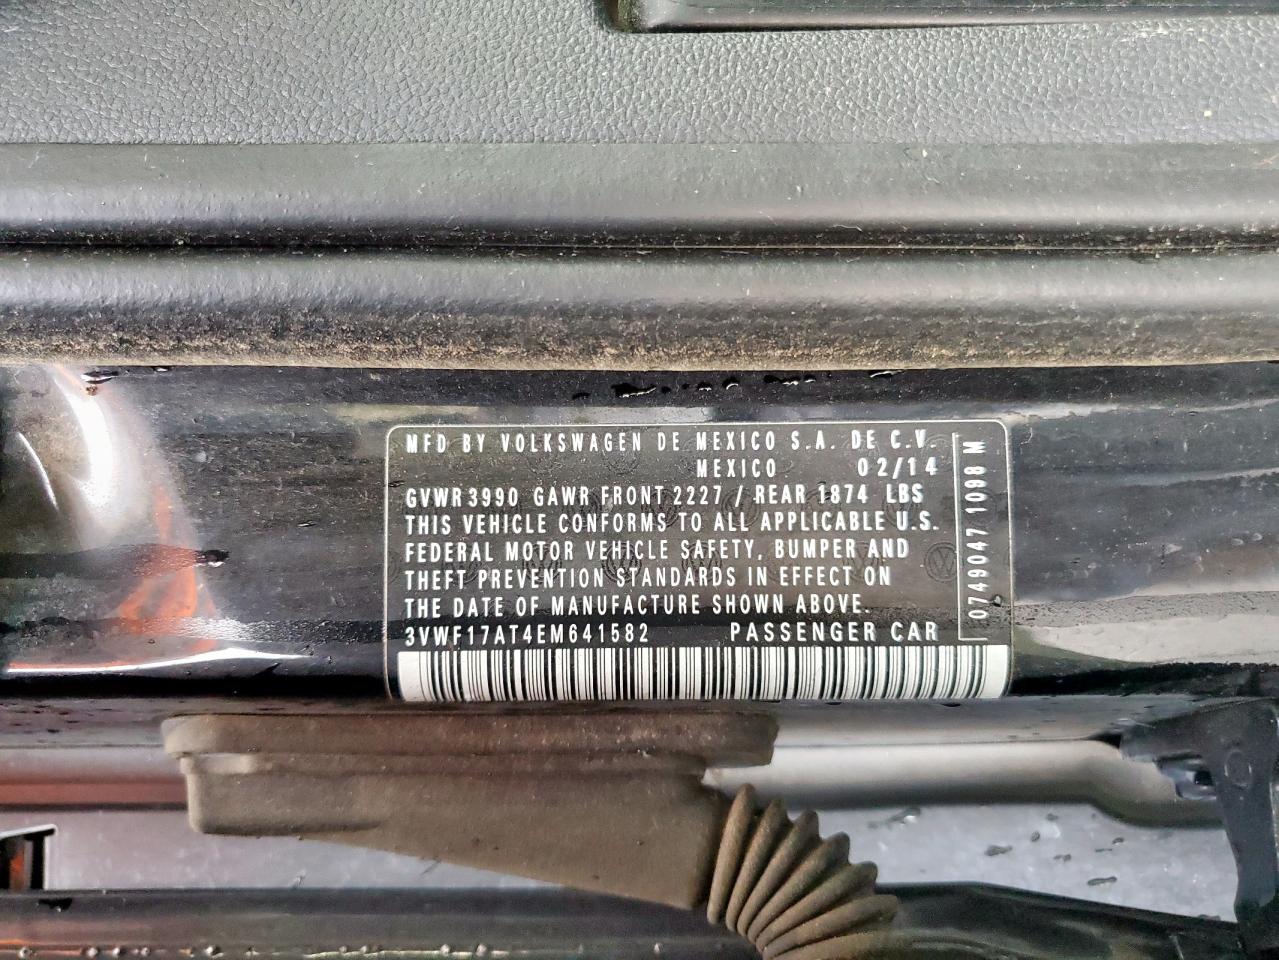 MFD BY VOLKSWAGEN DE MEXICO S.A. DE C.V.
MEXICO 02/14
GVWR 3990 GAWR FRONT 2227 / REAR 1874 LBS
THIS VEHICLE CONFORMS TO ALL APPLICABLE U.S.
FEDERAL MOTOR VEHICLE SAFETY, BUMPER AND
THEFT PREVENTION STANDARDS IN EFFECT ON
THE DATE OF MANUFACTURE SHOWN ABOVE.
3VWF17AT4EM641582 PASSENGER CAR
0749047 1098 M